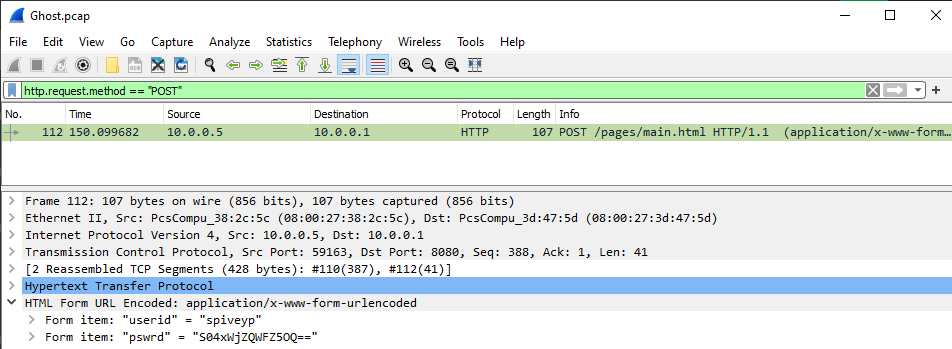 Ghost.pcap
File Edit View Go Capture Analyze Statistics Telephony Wireless Tools Help
http.request.method == "POST"
No. Time Source Destination Protocol Length Info
112 150.099682 10.0.0.5 10.0.0.1 HTTP 107 POST /pages/main.html HTTP/1.1 (application/x-www-form…
Frame 112: 107 bytes on wire (856 bits), 107 bytes captured (856 bits)
Ethernet II, Src: PcsCompu_38:2c:5c (08:00:27:38:2c:5c), Dst: PcsCompu_3d:47:5d (08:00:27:3d:47:5d)
Internet Protocol Version 4, Src: 10.0.0.5, Dst: 10.0.0.1
Transmission Control Protocol, Src Port: 59163, Dst Port: 8080, Seq: 388, Ack: 1, Len: 41
[2 Reassembled TCP Segments (428 bytes): #110(387), #112(41)]
Hypertext Transfer Protocol
HTML Form URL Encoded: application/x-www-form-urlencoded
Form item: "userid" = "spiveyp"
Form item: "pswrd" = "S04xWjZQWFZ5OQ=="